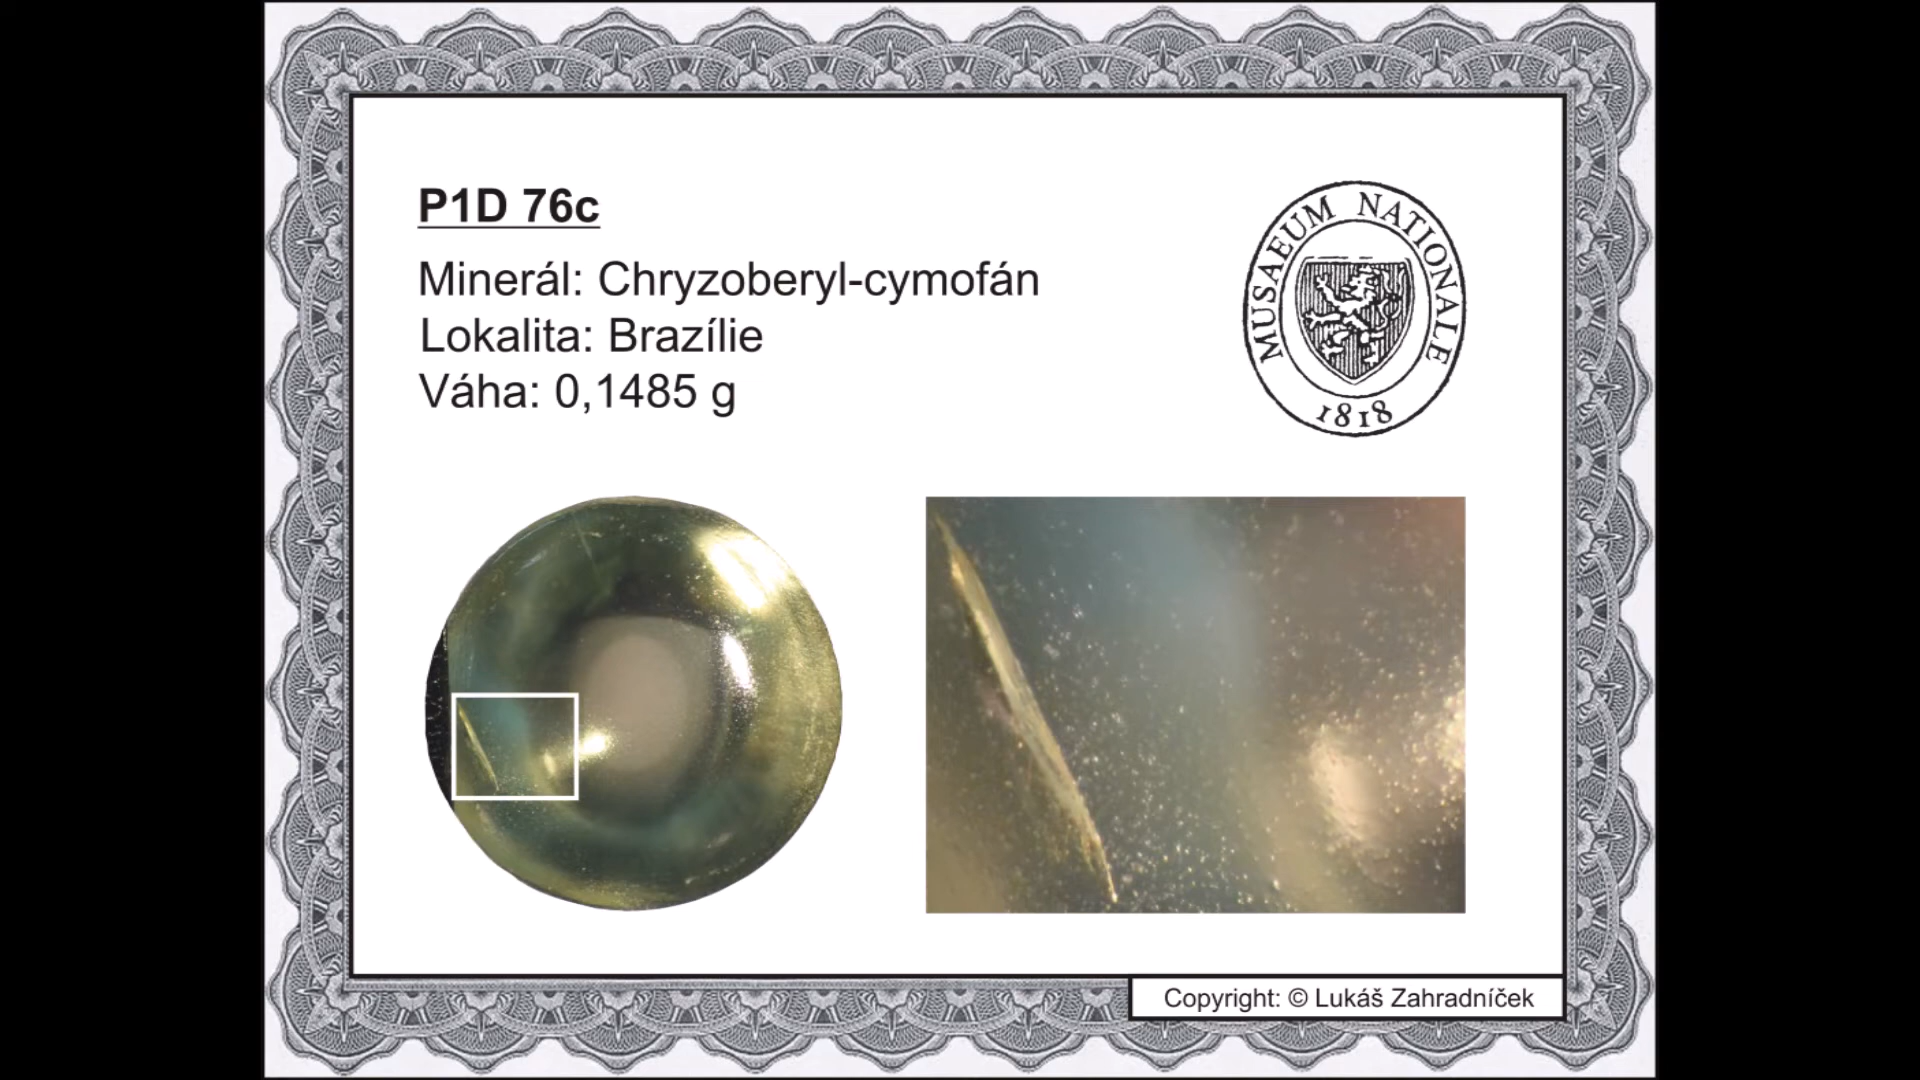 P1D 76c
Minerál: Chryzoberyl-cymofán
Lokalita: Brazílie
Váha: 0,1485 g
MUSAEUM NATIONALE
1818
Copyright: © Lukáš Zahradníček